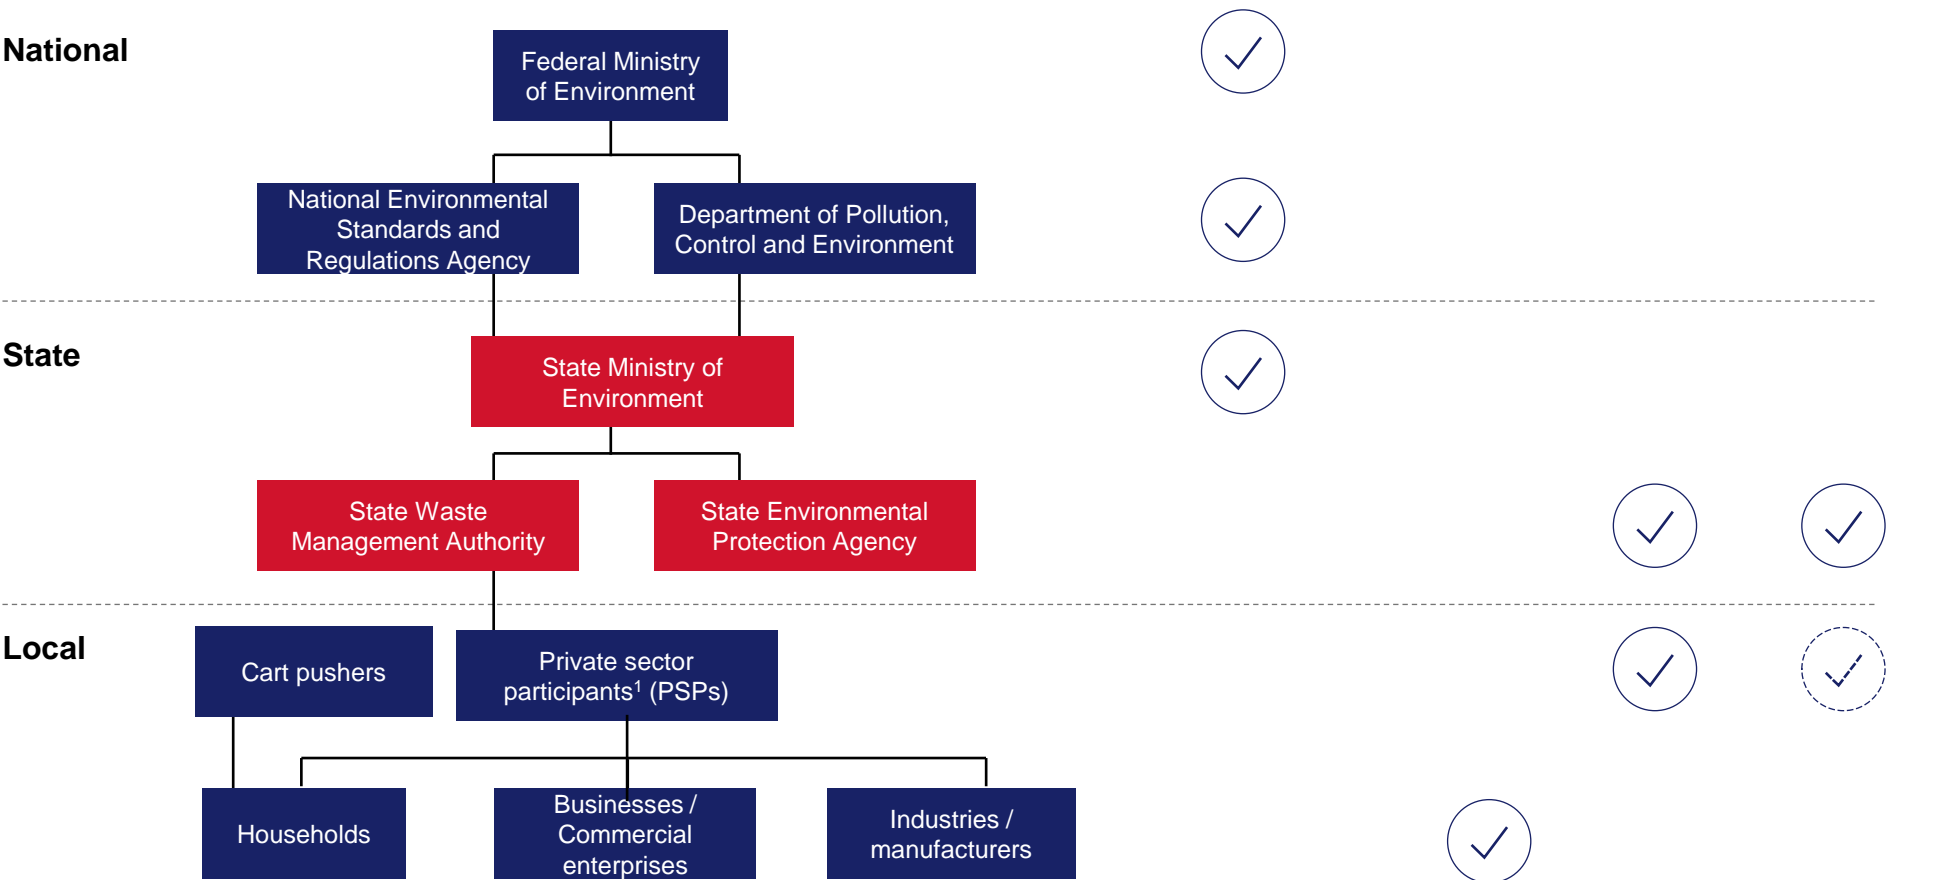 National
Federal Ministry
of Environment
National Environmental
Standards and
Regulations Agency
Department of Pollution,
Control and Environment
State
State Ministry of
Environment
State Waste
Management Authority
State Environmental
Protection Agency
Local
Cart pushers
Private sector
participants¹ (PSPs)
Households
Businesses /
Commercial
enterprises
Industries /
manufacturers